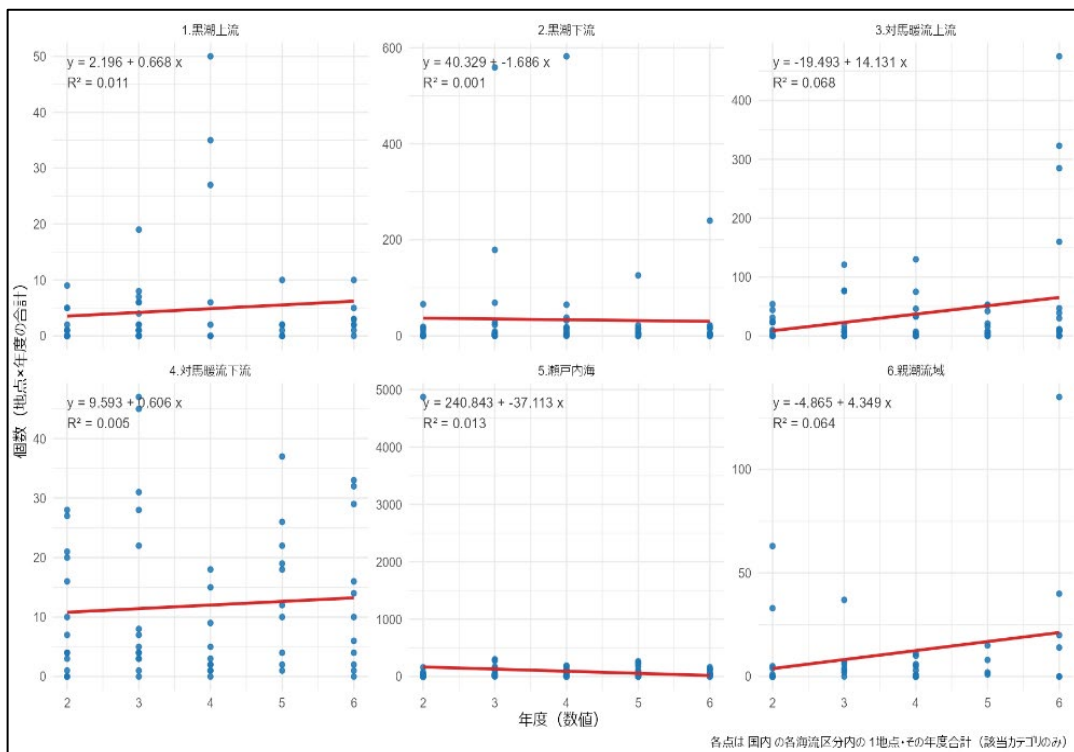 1.黒潮上流
y = 2.196 + 0.668 x
R² = 0.011
50
40
30
20
10
0
2.黒潮下流
y = 40.329 + -1.686 x
R² = 0.001
600
400
200
0
3.対馬暖流上流
y = -19.493 + 14.131 x
R² = 0.068
400
300
200
100
0
4.対馬暖流下流
y = 9.593 + 0.606 x
R² = 0.005
40
30
20
10
0
2 3 4 5 6
5.瀬戸内海
y = 240.843 + -37.113 x
R² = 0.013
5000
4000
3000
2000
1000
0
2 3 4 5 6
6.親潮流域
y = -4.865 + 4.349 x
R² = 0.064
100
50
0
2 3 4 5 6
個数（地点×年度の合計）
年度（数値）
各点は 国内 の各海流区分内の 1地点・その年度合計（該当カテゴリのみ）